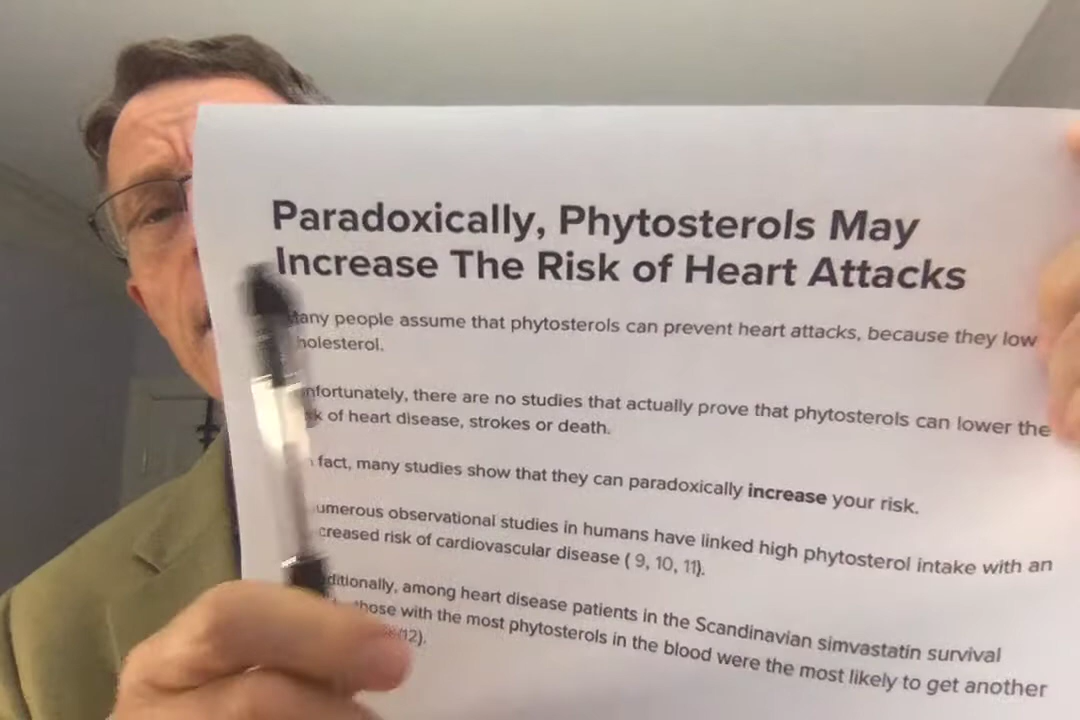 Paradoxically, Phytosterols May
Increase The Risk of Heart Attacks
any people assume that phytosterols can prevent heart attacks, because they low
holesterol.
nfortunately, there are no studies that actually prove that phytosterols can lower the
sk of heart disease, strokes or death.
fact, many studies show that they can paradoxically increase your risk.
umerous observational studies in humans have linked high phytosterol intake with an
creased risk of cardiovascular disease ( 9, 10, 11).
ditionally, among heart disease patients in the Scandinavian simvastatin survival
those with the most phytosterols in the blood were the most likely to get another
(12).